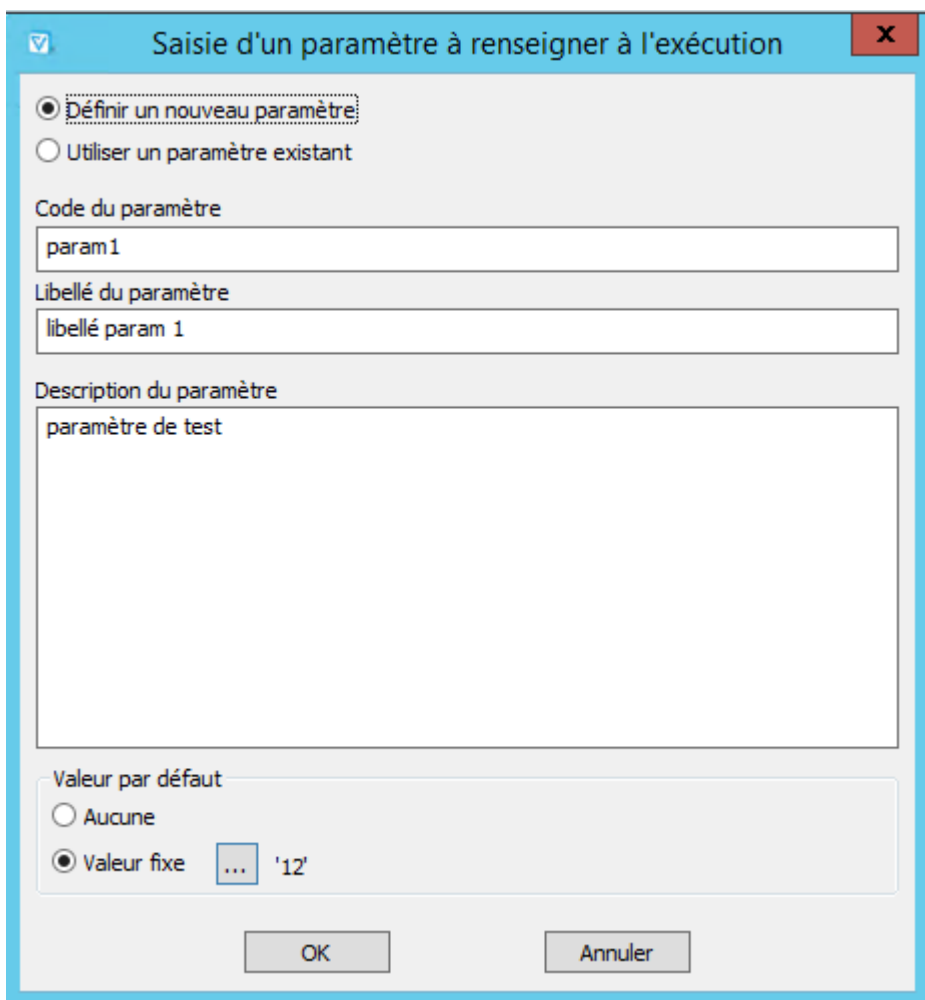 Saisie d'un paramètre à renseigner à l'exécution
x
Définir un nouveau paramètre
Utiliser un paramètre existant
Code du paramètre
param1
Libellé du paramètre
libellé param 1
Description du paramètre
paramètre de test
Valeur par défaut
Aucune
Valeur fixe ... '12'
OK Annuler